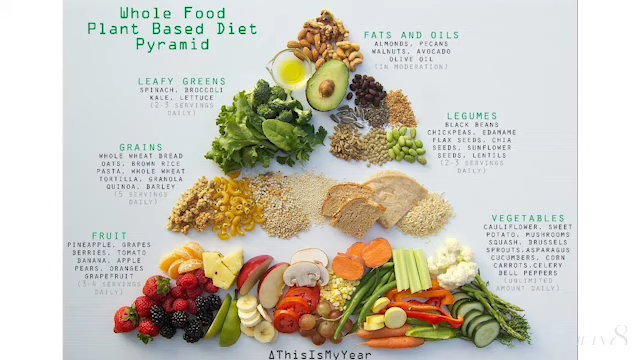 Whole Food
Plant Based Diet
Pyramid
FATS AND OILS
ALMONDS, PECANS
WALNUTS, AVOCADO
OLIVE OIL
(IN MODERATION)
LEAFY GREENS
SPINACH, BROCCOLI
KALE, LETTUCE
(2-3 SERVINGS
DAILY)
LEGUMES
BLACK BEANS
CHICKPEAS, EDAMAME
FLAX SEEDS, CHIA
SEEDS, SUNFLOWER
SEEDS, LENTILS
(2-3 SERVINGS
DAILY)
GRAINS
WHOLE WHEAT BREAD
OATS, BROWN RICE
PASTA, WHOLE WHEAT
TORTILLA, GRANOLA
QUINOA, BARLEY
(5 SERVINGS
DAILY)
VEGETABLES
CAULIFLOWER, SWEET
POTATO, MUSHROOMS
SQUASH, BRUSSELS
SPROUTS,ASPARAGUS
CUCUMBERS, CORN
CARROTS,CELERY
BELL PEPPERS
(UNLIMITED
AMOUNT DAILY)
FRUIT
PINEAPPLE, GRAPES
BERRIES, TOMATO
BANANA, APPLE
PEARS, ORANGES
GRAPEFRUIT
(3-4 SERVINGS
DAILY)
ΔThisIsMyYear